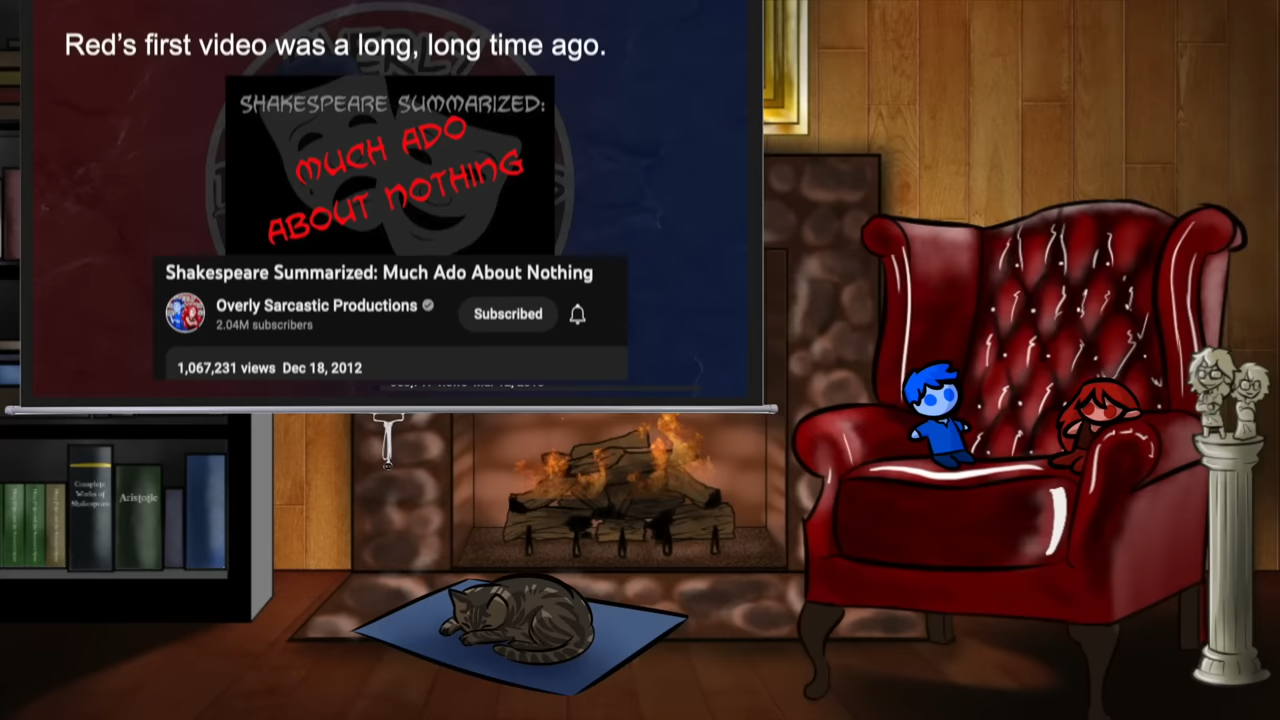 Red's first video was a long, long time ago.
SHAKESPEARE SUMMARIZED:
MUCH ADO
ABOUT NOTHING
Shakespeare Summarized: Much Ado About Nothing
Overly Sarcastic Productions
2.04M subscribers
Subscribed
1,067,231 views Dec 18, 2012
Complete
Works of
Shakespeare
Aristotle